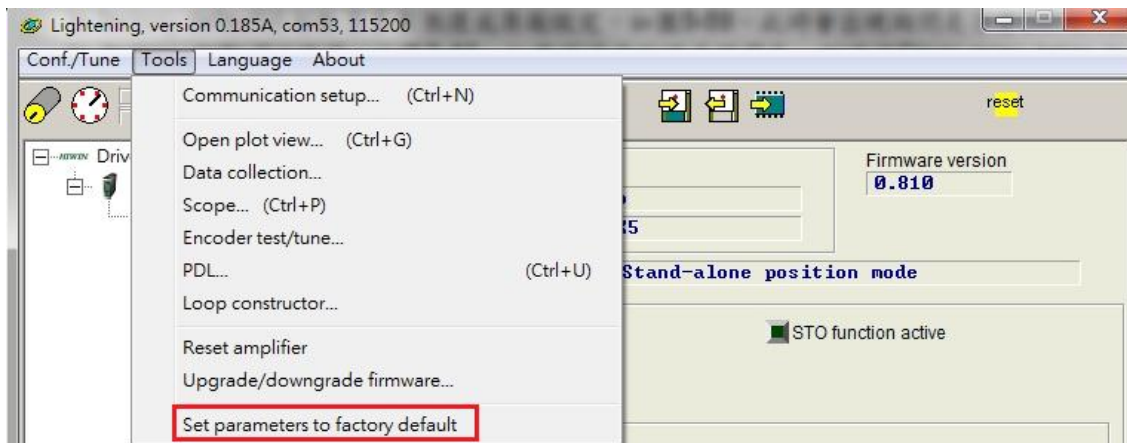 Lightening, version 0.185A, com53, 115200
Conf./Tune Tools Language About
Communication setup... (Ctrl+N)
reset
Open plot view... (Ctrl+G)
HIWIN Driv
Data collection...
Firmware version
0.810
Scope... (Ctrl+P)
Encoder test/tune...
PDL... (Ctrl+U)
Stand-alone position mode
Loop constructor...
STO function active
Reset amplifier
Upgrade/downgrade firmware...
Set parameters to factory default